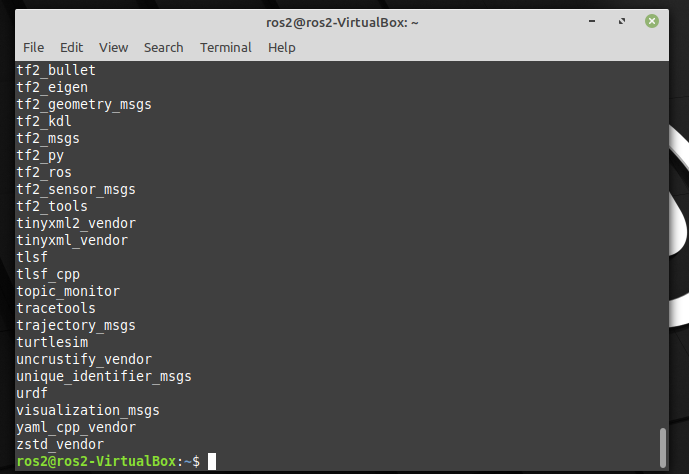 ros2@ros2-VirtualBox: ~
File Edit View Search Terminal Help
tf2_bullet
tf2_eigen
tf2_geometry_msgs
tf2_kdl
tf2_msgs
tf2_py
tf2_ros
tf2_sensor_msgs
tf2_tools
tinyxml2_vendor
tinyxml_vendor
tlsf
tlsf_cpp
topic_monitor
tracetools
trajectory_msgs
turtlesim
uncrustify_vendor
unique_identifier_msgs
urdf
visualization_msgs
yaml_cpp_vendor
zstd_vendor
ros2@ros2-VirtualBox:~$